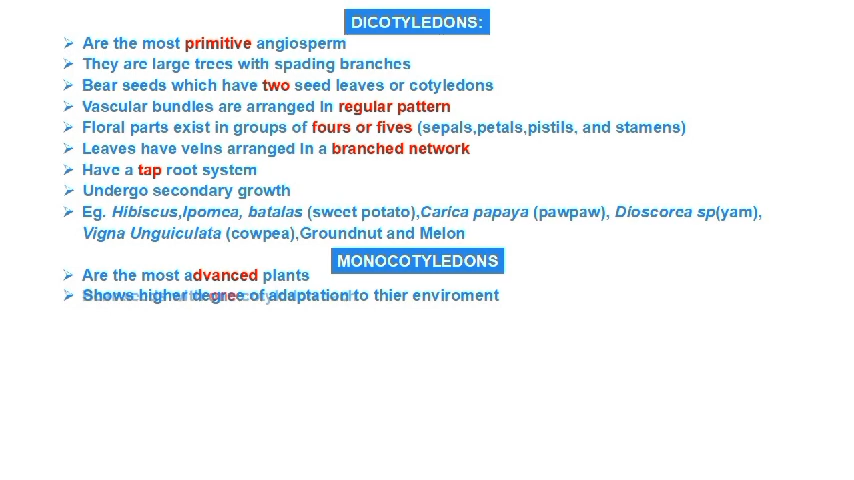 DICOTYLEDONS:
➢ Are the most primitive angiosperm
➢ They are large trees with spading branches
➢ Bear seeds which have two seed leaves or cotyledons
➢ Vascular bundles are arranged in regular pattern
➢ Floral parts exist in groups of fours or fives (sepals,petals,pistils, and stamens)
➢ Leaves have veins arranged in a branched network
➢ Have a tap root system
➢ Undergo secondary growth
➢ Eg. Hibiscus,Ipomea, batalas (sweet potato),Carica papaya (pawpaw), Dioscorea sp(yam),
Vigna Unguiculata (cowpea),Groundnut and Melon
MONOCOTYLEDONS
➢ Are the most advanced plants
➢ Shows higher degree of adaptation to thier enviroment